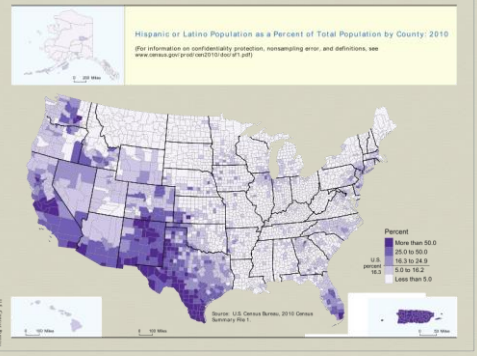 Hispanic or Latino Population as a Percent of Total Population by County: 2010
(For information on confidentiality protection, nonsampling error, and definitions, see
www.census.gov/prod/cen2010/doc/sf1.pdf)
0 200 Miles
Percent
More than 50.0
25.0 to 50.0
U.S.
percent
16.3
16.3 to 24.9
5.0 to 16.2
Less than 5.0
Source: U.S. Census Bureau, 2010 Census
Summary File 1.
0 100 Miles
0 100 Miles
0 50 Miles